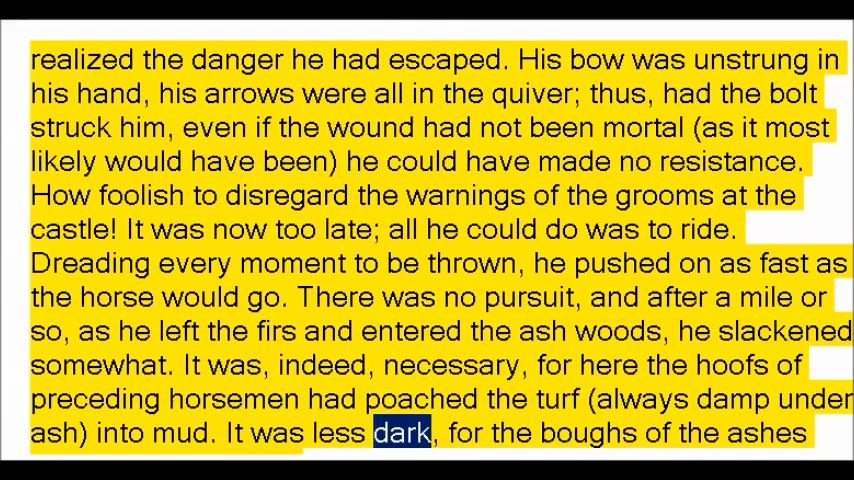 realized the danger he had escaped. His bow was unstrung in
his hand, his arrows were all in the quiver; thus, had the bolt
struck him, even if the wound had not been mortal (as it most
likely would have been) he could have made no resistance.
How foolish to disregard the warnings of the grooms at the
castle! It was now too late; all he could do was to ride.
Dreading every moment to be thrown, he pushed on as fast as
the horse would go. There was no pursuit, and after a mile or
so, as he left the firs and entered the ash woods, he slackened
somewhat. It was, indeed, necessary, for here the hoofs of
preceding horsemen had poached the turf (always damp under
ash) into mud. It was less dark, for the boughs of the ashes